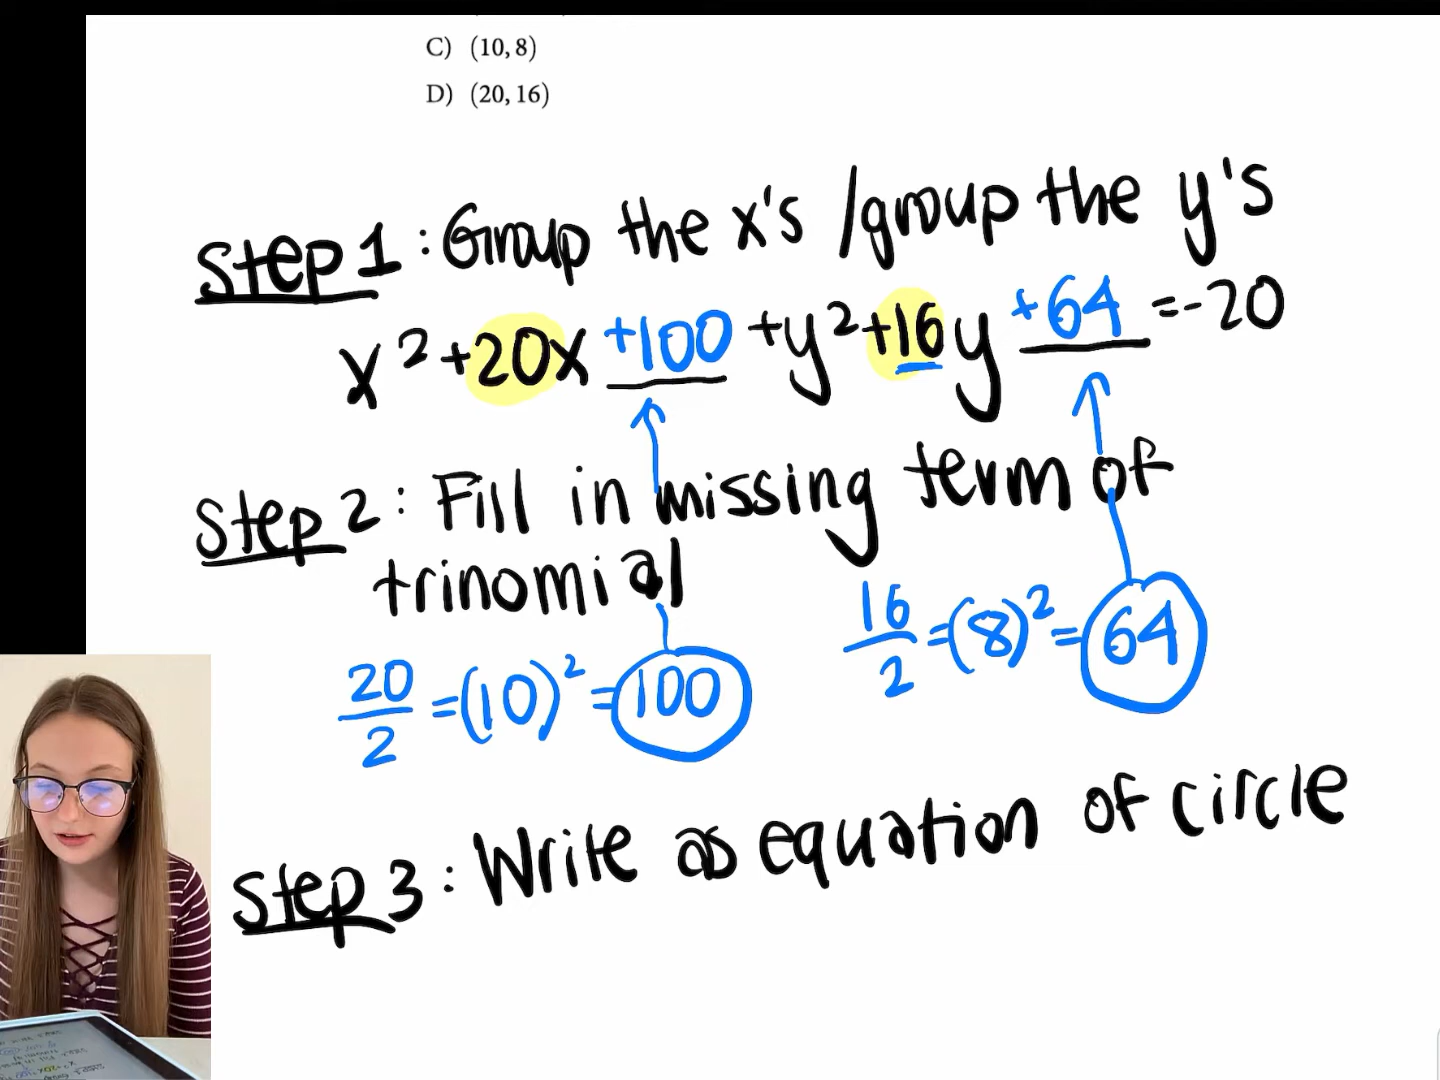 C) (10, 8)
D) (20, 16)
Step 1: Group the x's / group the y's
x² + 20x + 100 + y² + 16y + 64 = -20
Step 2: Fill in missing term of
trinomial
20/2 = (10)² = 100
16/2 = (8)² = 64
Step 3: Write as equation of circle